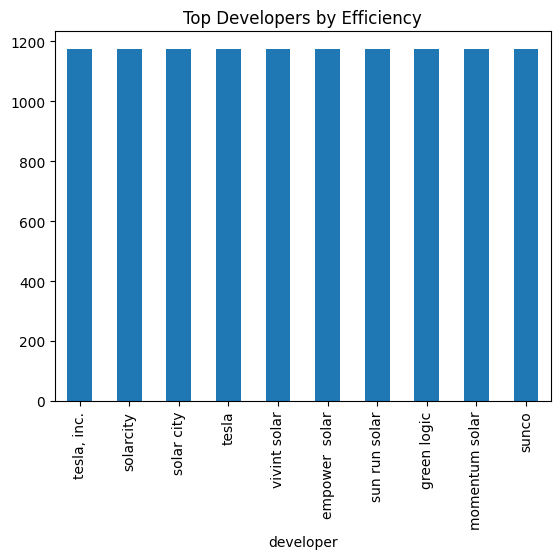 Top Developers by Efficiency
1200
1000
800
600
400
200
0
tesla, inc.
solarcity
solar city
tesla
vivint solar
empower  solar
sun run solar
green logic
momentum solar
sunco
developer